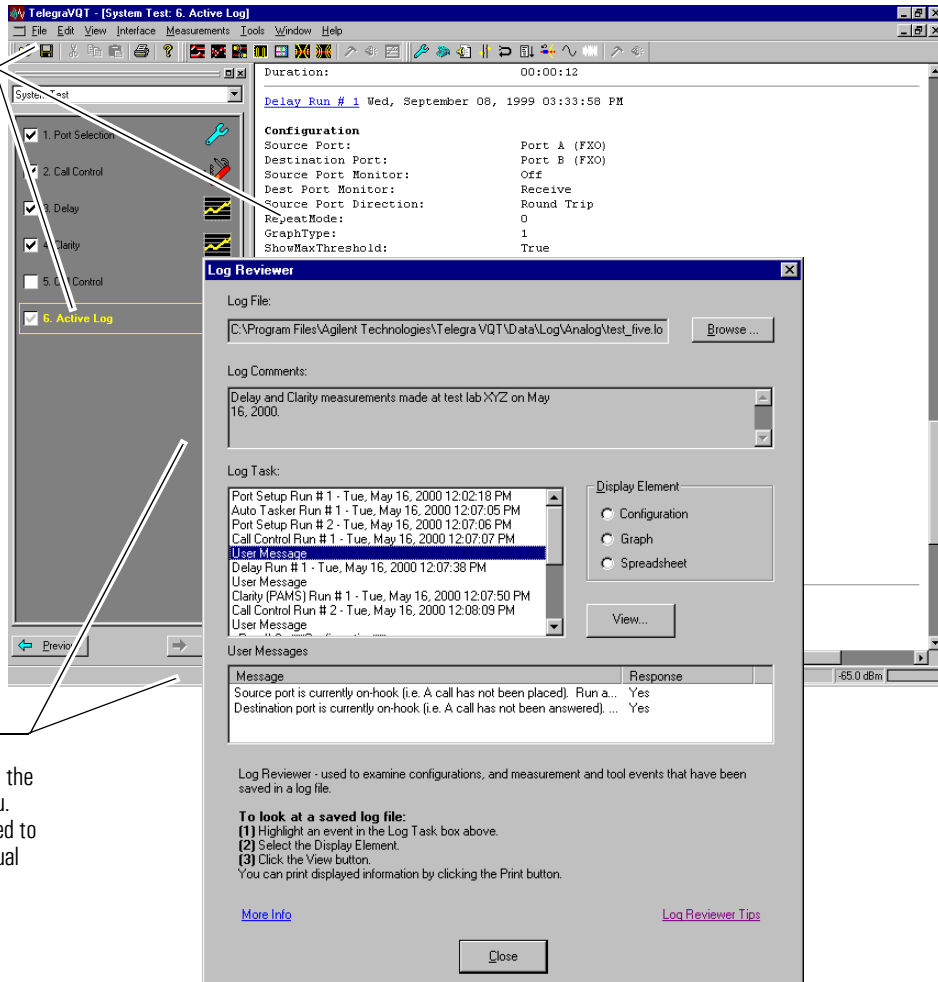 TelegraVQT - [System Test: 6. Active Log]
File Edit View Interface Measurements Tools Window Help
System Test
1. Port Selection
2. Call Control
3. Delay
4. Clarity
5. Call Control
6. Active Log
Previous
Duration: 00:00:12
Delay Run # 1 Wed, September 08, 1999 03:33:58 PM
Configuration
Source Port: Port A (FXO)
Destination Port: Port B (FXO)
Source Port Monitor: Off
Dest Port Monitor: Receive
Source Port Direction: Round Trip
RepeatMode: 0
GraphType: 1
ShowMaxThreshold: True
-65.0 dBm
Log Reviewer
Log File:
C:\Program Files\Agilent Technologies\Telegra VQT\Data\Log\Analog\test_five.lo
Browse ...
Log Comments:
Delay and Clarity measurements made at test lab XYZ on May
16, 2000.
Log Task:
Port Setup Run # 1 - Tue, May 16, 2000 12:02:18 PM
Auto Tasker Run # 1 - Tue, May 16, 2000 12:07:05 PM
Port Setup Run # 2 - Tue, May 16, 2000 12:07:06 PM
Call Control Run # 1 - Tue, May 16, 2000 12:07:07 PM
User Message
Delay Run # 1 - Tue, May 16, 2000 12:07:38 PM
User Message
Clarity (PAMS) Run # 1 - Tue, May 16, 2000 12:07:50 PM
Call Control Run # 2 - Tue, May 16, 2000 12:08:09 PM
User Message
Display Element
Configuration
Graph
Spreadsheet
View...
User Messages
Message Response
Source port is currently on-hook (i.e. A call has not been placed). Run a... Yes
Destination port is currently on-hook (i.e. A call has not been answered). ... Yes
Log Reviewer - used to examine configurations, and measurement and tool events that have been
saved in a log file.
To look at a saved log file:
(1) Highlight an event in the Log Task box above.
(2) Select the Display Element.
(3) Click the View button.
You can print displayed information by clicking the Print button.
More Info
Log Reviewer Tips
Close
the
u.
ed to
ual